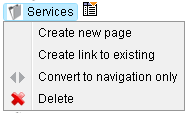 Services
Create new page
Create link to existing
Convert to navigation only
Delete